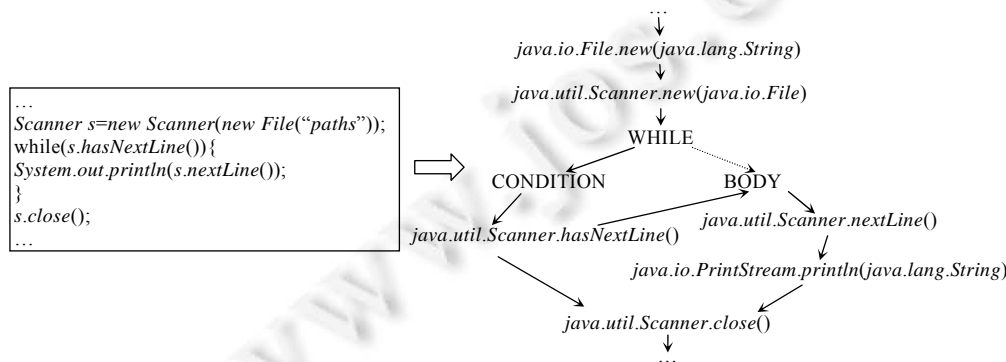 …
Scanner s=new Scanner(new File(“paths”));
while(s.hasNextLine()){
System.out.println(s.nextLine());
}
s.close();
…
…
java.io.File.new(java.lang.String)
java.util.Scanner.new(java.io.File)
WHILE
CONDITION
BODY
java.util.Scanner.hasNextLine()
java.util.Scanner.nextLine()
java.io.PrintStream.println(java.lang.String)
java.util.Scanner.close()
…
www.jos.